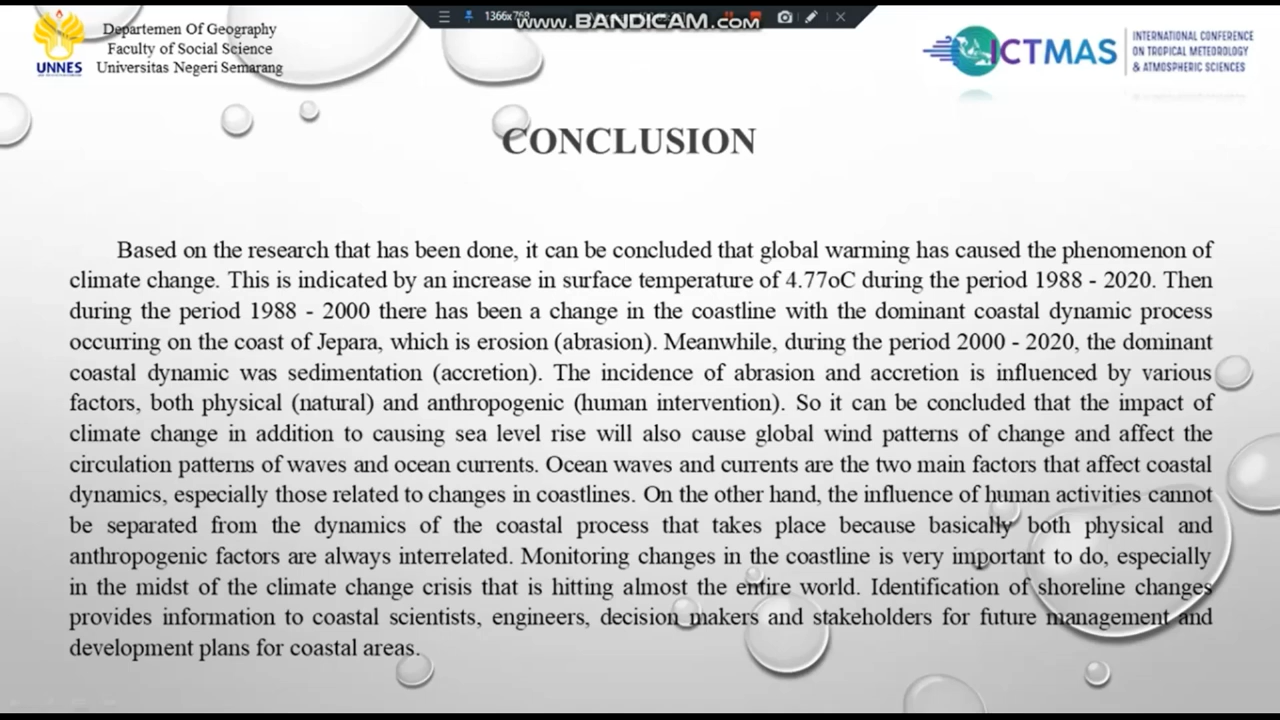 Departemen Of Geography
Faculty of Social Science
Universitas Negeri Semarang
UNNES
1366x768
www.BANDICAM.com
ICTMAS
INTERNATIONAL CONFERENCE
ON TROPICAL METEOROLOGY
& ATMOSPHERIC SCIENCES
CONCLUSION
Based on the research that has been done, it can be concluded that global warming has caused the phenomenon of
climate change. This is indicated by an increase in surface temperature of 4.77oC during the period 1988 - 2020. Then
during the period 1988 - 2000 there has been a change in the coastline with the dominant coastal dynamic process
occurring on the coast of Jepara, which is erosion (abrasion). Meanwhile, during the period 2000 - 2020, the dominant
coastal dynamic was sedimentation (accretion). The incidence of abrasion and accretion is influenced by various
factors, both physical (natural) and anthropogenic (human intervention). So it can be concluded that the impact of
climate change in addition to causing sea level rise will also cause global wind patterns of change and affect the
circulation patterns of waves and ocean currents. Ocean waves and currents are the two main factors that affect coastal
dynamics, especially those related to changes in coastlines. On the other hand, the influence of human activities cannot
be separated from the dynamics of the coastal process that takes place because basically both physical and
anthropogenic factors are always interrelated. Monitoring changes in the coastline is very important to do, especially
in the midst of the climate change crisis that is hitting almost the entire world. Identification of shoreline changes
provides information to coastal scientists, engineers, decision makers and stakeholders for future management and
development plans for coastal areas.